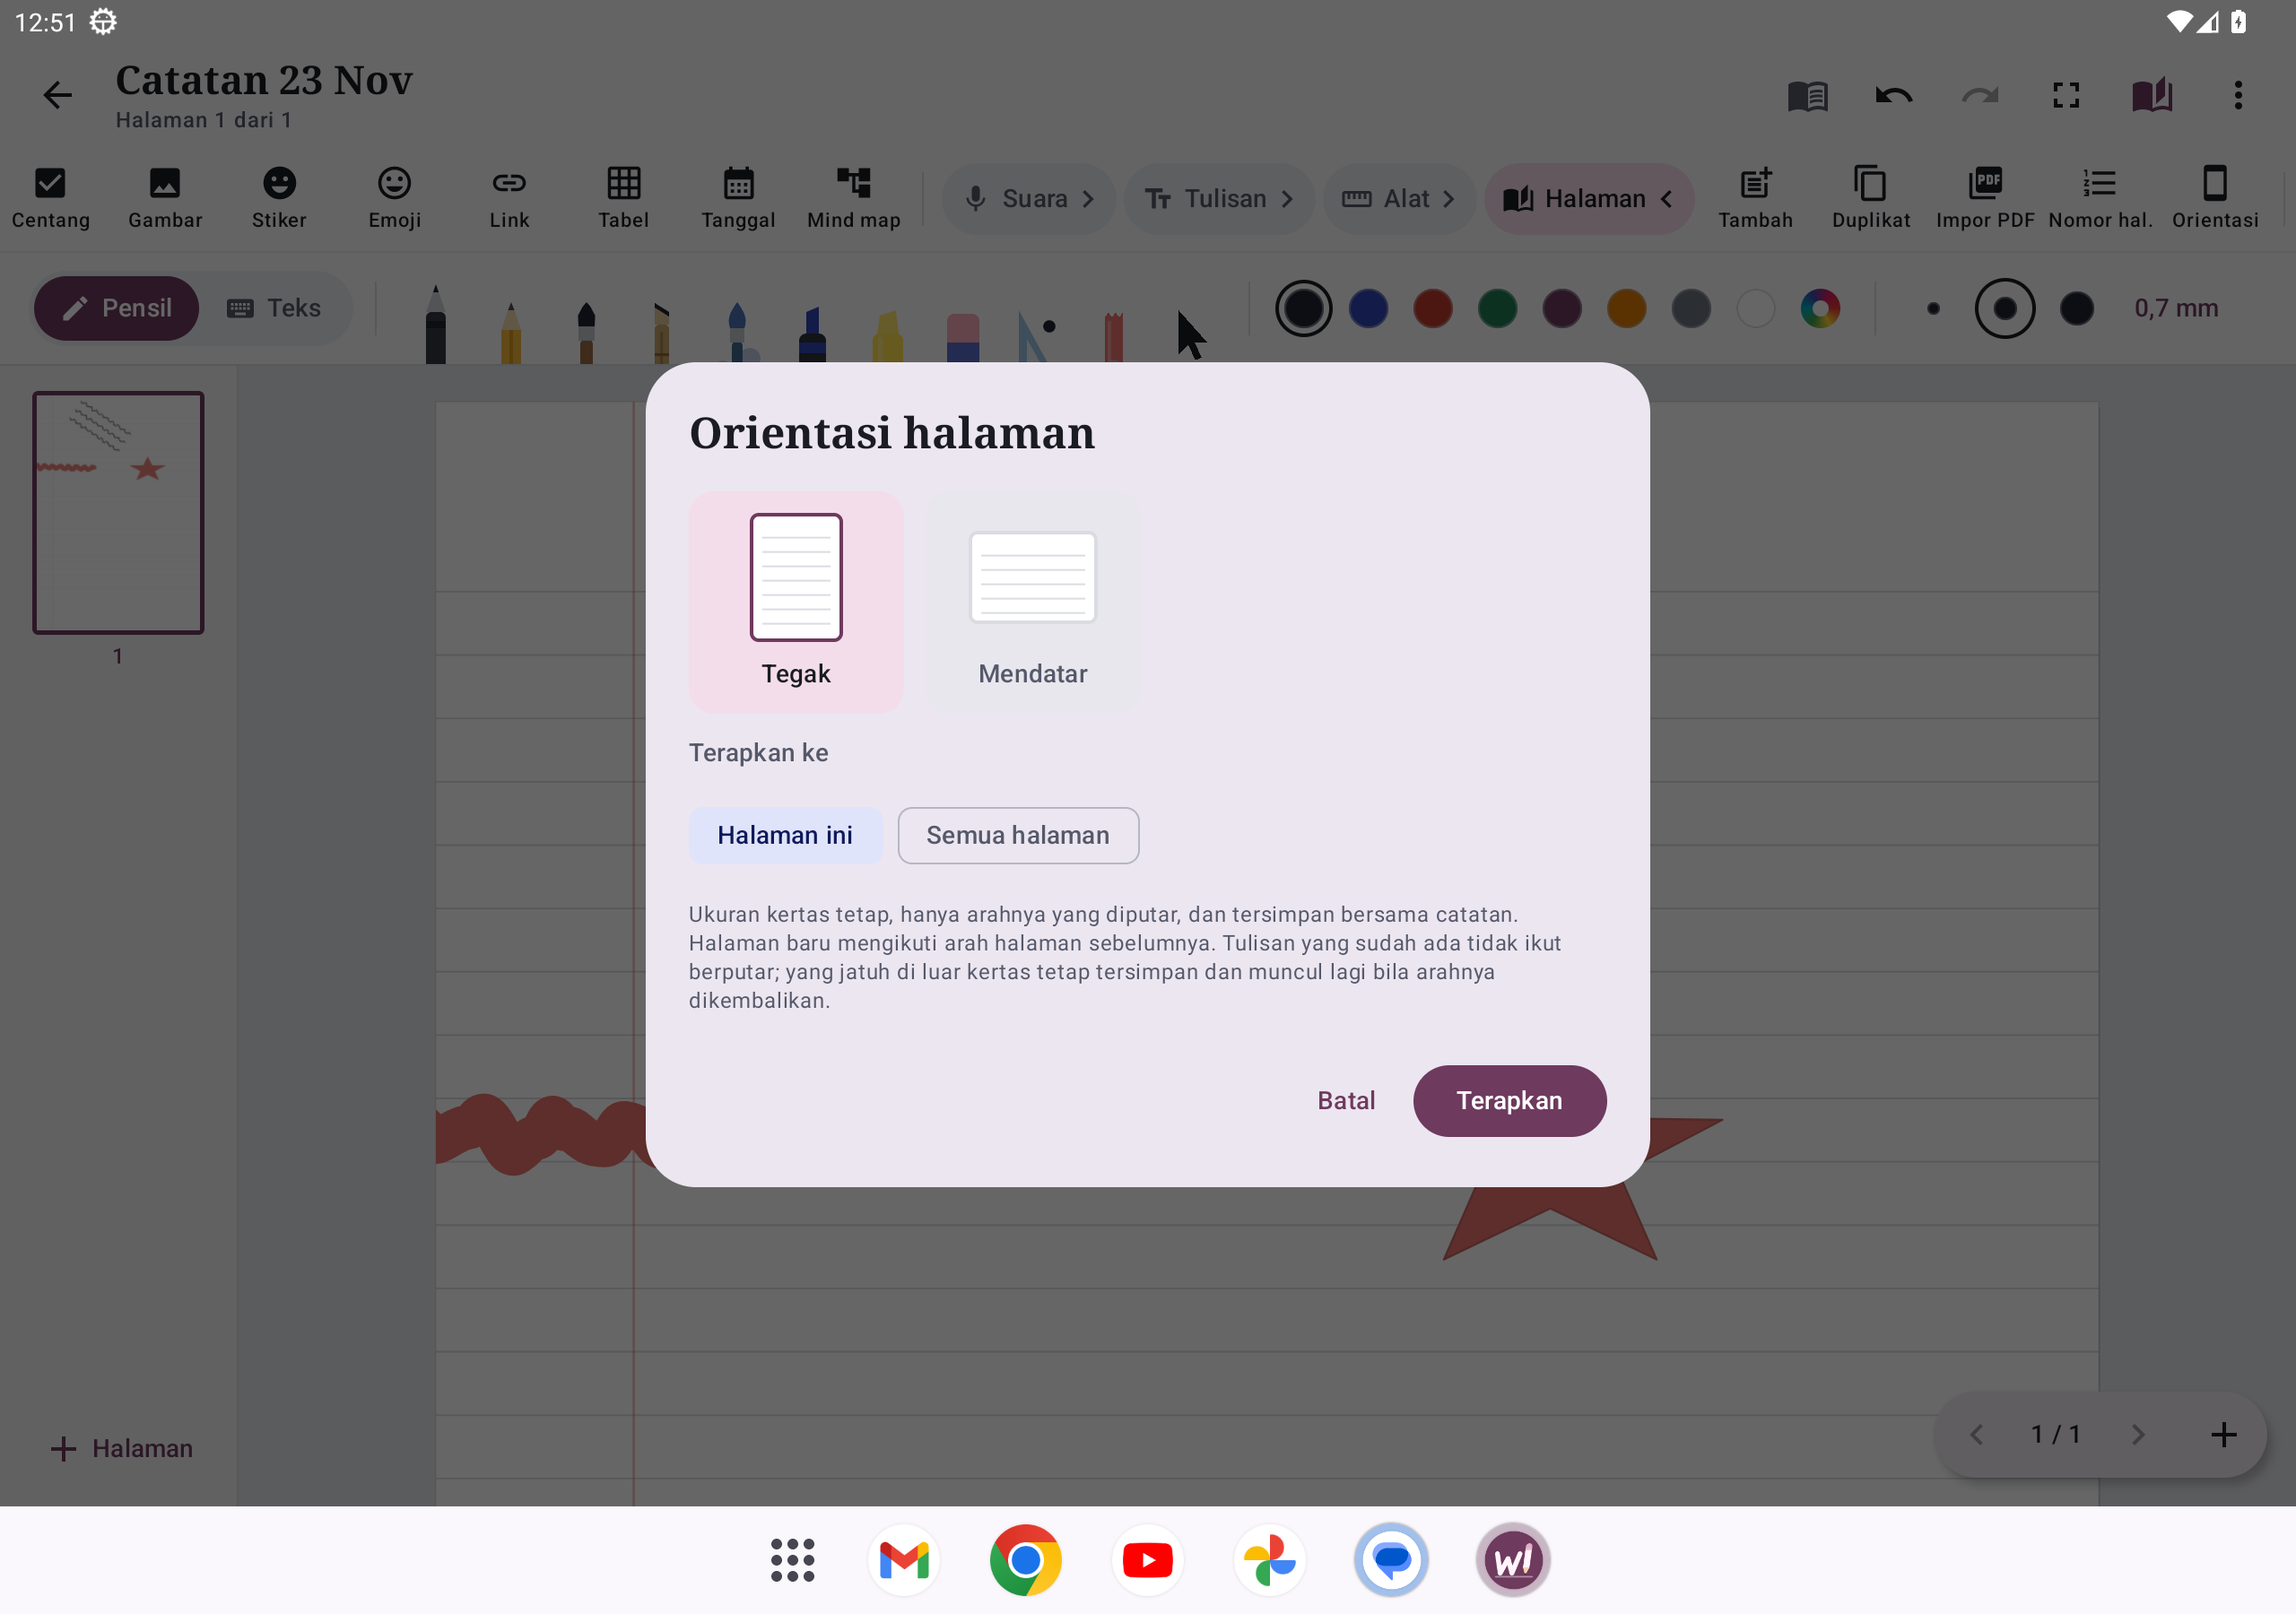 12:51
Catatan 23 Nov
Halaman 1 dari 1
Centang
Gambar
Stiker
Emoji
Link
Tabel
Tanggal
Mind map
Suara
Tulisan
Alat
Halaman
Tambah
Duplikat
PDF
Impor PDF
Nomor hal.
Orientasi
Pensil
Teks
0,7 mm
1
Orientasi halaman
Tegak
Mendatar
Terapkan ke
Halaman ini
Semua halaman
Ukuran kertas tetap, hanya arahnya yang diputar, dan tersimpan bersama catatan.
Halaman baru mengikuti arah halaman sebelumnya. Tulisan yang sudah ada tidak ikut
berputar; yang jatuh di luar kertas tetap tersimpan dan muncul lagi bila arahnya
dikembalikan.
Batal
Terapkan
Halaman
1 / 1